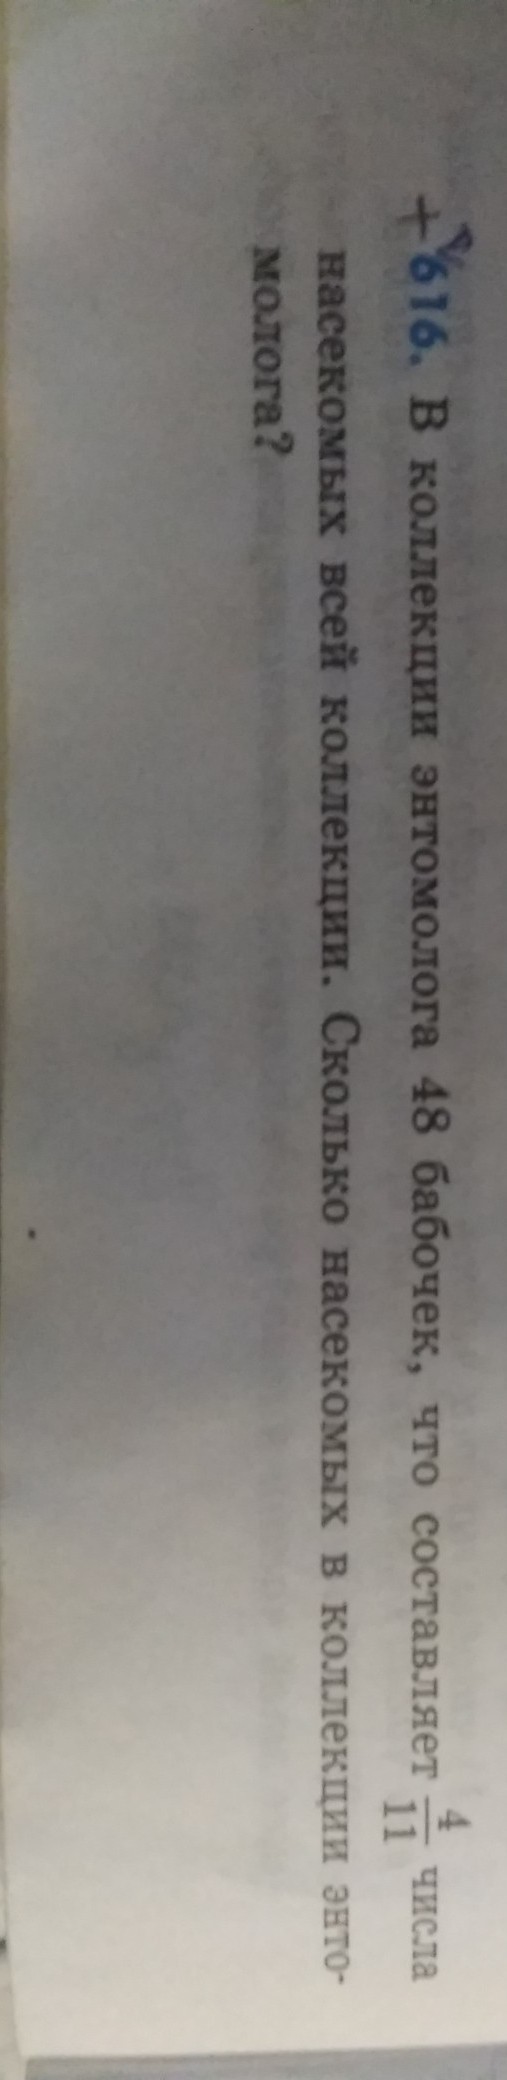 + 616. В коллекции энтомолога 48 бабочек, что составляет 4/11 числа
насекомых всей коллекции. Сколько насекомых в коллекции энто-
молога?